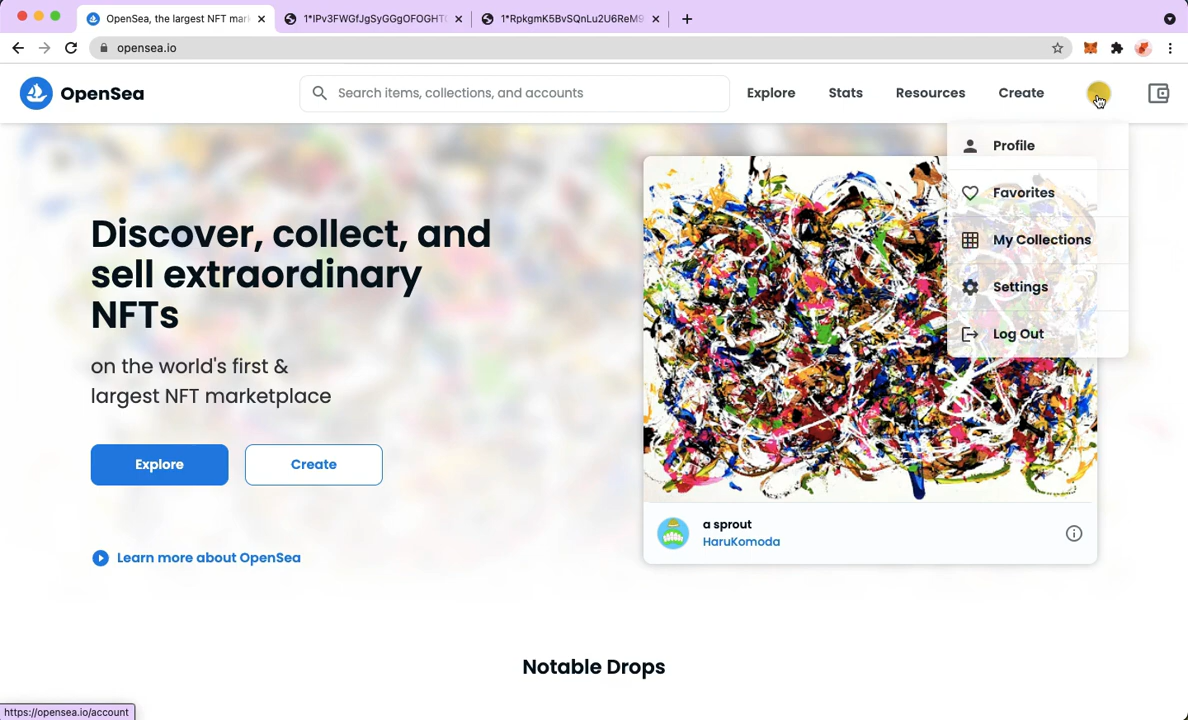 OpenSea, the largest NFT mar
1*IPv3FWGfJgSyGGgOFOGHT
1*RpkgmK5BvSQnLu2U6ReM9
opensea.io
OpenSea
Search items, collections, and accounts
Explore
Stats
Resources
Create
Profile
Favorites
My Collections
Settings
Log Out
Discover, collect, and
sell extraordinary
NFTs
on the world's first &
largest NFT marketplace
Explore
Create
Learn more about OpenSea
a sprout
HaruKomoda
Notable Drops
https://opensea.io/account